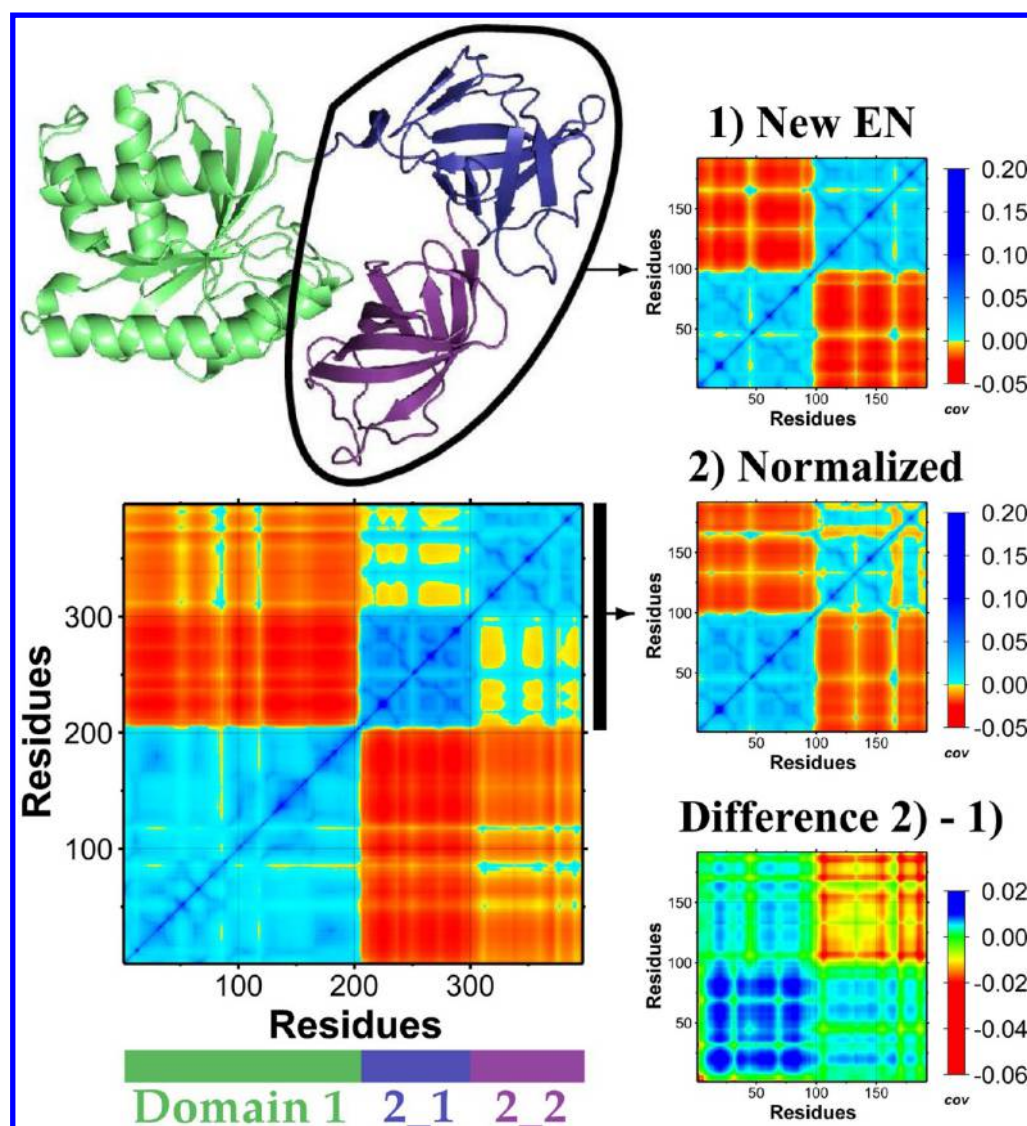 1) New EN
Residues
150
100
50
50 100 150
Residues
0.20
0.15
0.10
0.05
0.00
-0.05
cov
2) Normalized
Residues
150
100
50
50 100 150
Residues
0.20
0.15
0.10
0.05
0.00
-0.05
cov
Residues
300
200
100
100 200 300
Residues
Domain 1 2_1 2_2
Difference 2) - 1)
Residues
150
100
50
50 100 150
Residues
0.02
0.00
-0.02
-0.04
-0.06
cov